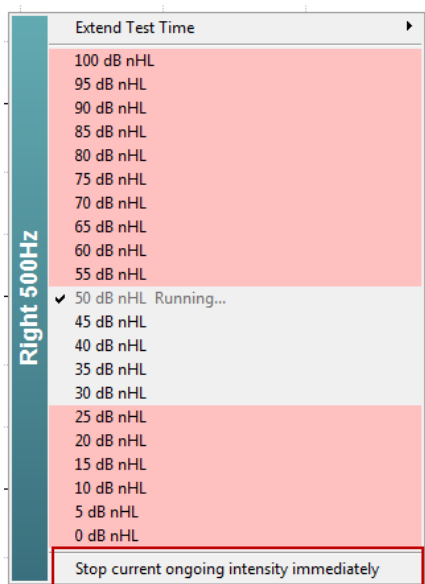 Extend Test Time
100 dB nHL
95 dB nHL
90 dB nHL
85 dB nHL
80 dB nHL
75 dB nHL
70 dB nHL
65 dB nHL
60 dB nHL
55 dB nHL
50 dB nHL Running...
45 dB nHL
40 dB nHL
35 dB nHL
30 dB nHL
25 dB nHL
20 dB nHL
15 dB nHL
10 dB nHL
5 dB nHL
0 dB nHL
Stop current ongoing intensity immediately
Right 500Hz